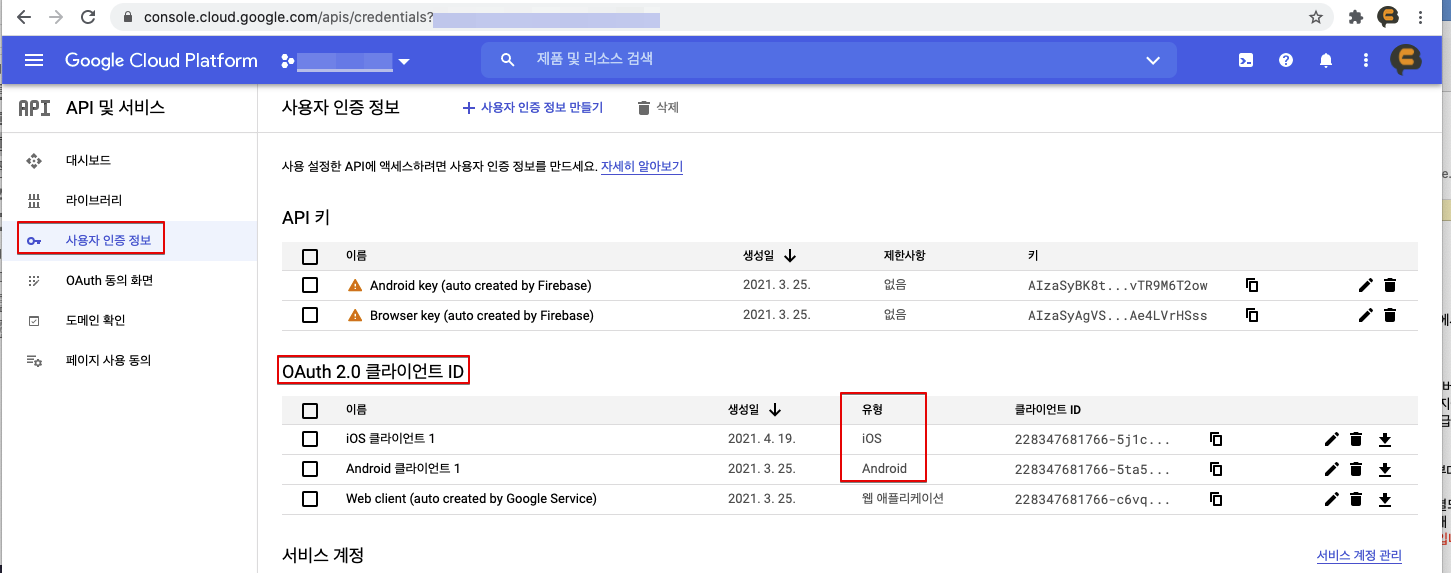 console.cloud.google.com/apis/credentials?
Google Cloud Platform
제품 및 리소스 검색
API API 및 서비스
사용자 인증 정보
사용자 인증 정보 만들기
삭제
대시보드
라이브러리
사용자 인증 정보
OAuth 동의 화면
도메인 확인
페이지 사용 동의
사용 설정한 API에 액세스하려면 사용자 인증 정보를 만드세요. 자세히 알아보기
API 키
이름 생성일 제한사항 키
Android key (auto created by Firebase) 2021. 3. 25. 없음 AIzaSyBK8t...vTR9M6T2ow
Browser key (auto created by Firebase) 2021. 3. 25. 없음 AIzaSyAgVS...Ae4LVrHSss
OAuth 2.0 클라이언트 ID
이름 생성일 유형 클라이언트 ID
iOS 클라이언트 1 2021. 4. 19. iOS 228347681766-5j1c...
Android 클라이언트 1 2021. 3. 25. Android 228347681766-5ta5...
Web client (auto created by Google Service) 2021. 3. 25. 웹 애플리케이션 228347681766-c6vq...
서비스 계정
서비스 계정 관리